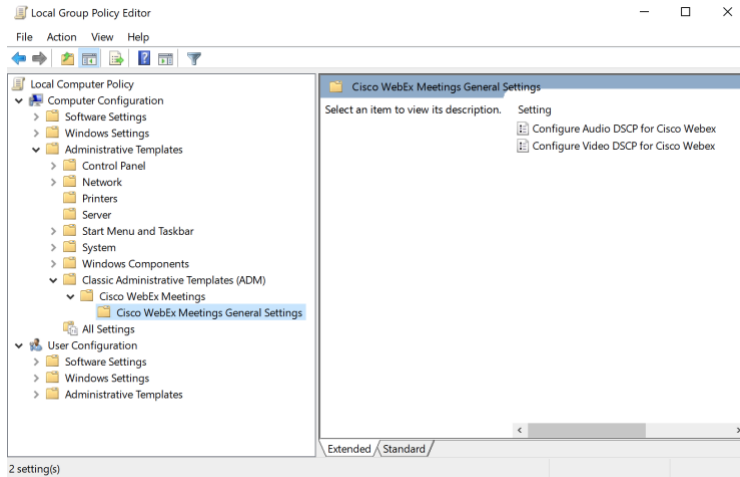 Local Group Policy Editor
File Action View Help
Local Computer Policy
Computer Configuration
Software Settings
Windows Settings
Administrative Templates
Control Panel
Network
Printers
Server
Start Menu and Taskbar
System
Windows Components
Classic Administrative Templates (ADM)
Cisco WebEx Meetings
Cisco WebEx Meetings General Settings
All Settings
User Configuration
Software Settings
Windows Settings
Administrative Templates
Cisco WebEx Meetings General Settings
Select an item to view its description.
Setting
Configure Audio DSCP for Cisco Webex
Configure Video DSCP for Cisco Webex
Extended Standard
2 setting(s)